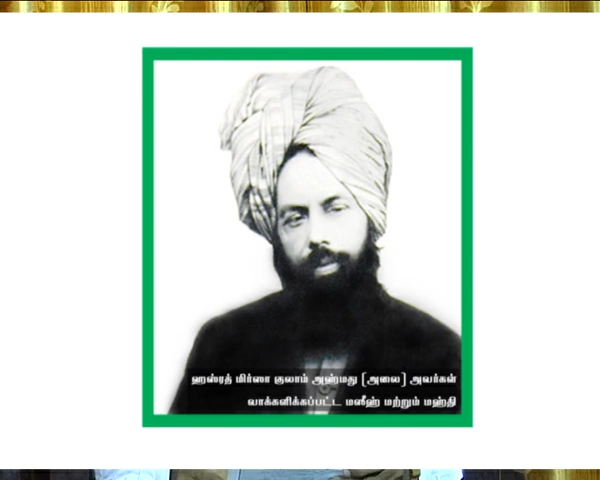 ஹஸ்ரத் மிர்ஸா குலாம் அஹ்மது [அலை] அவர்கள்
வாக்களிக்கப்பட்ட மஸீஹ் மற்றும் மஹ்தி